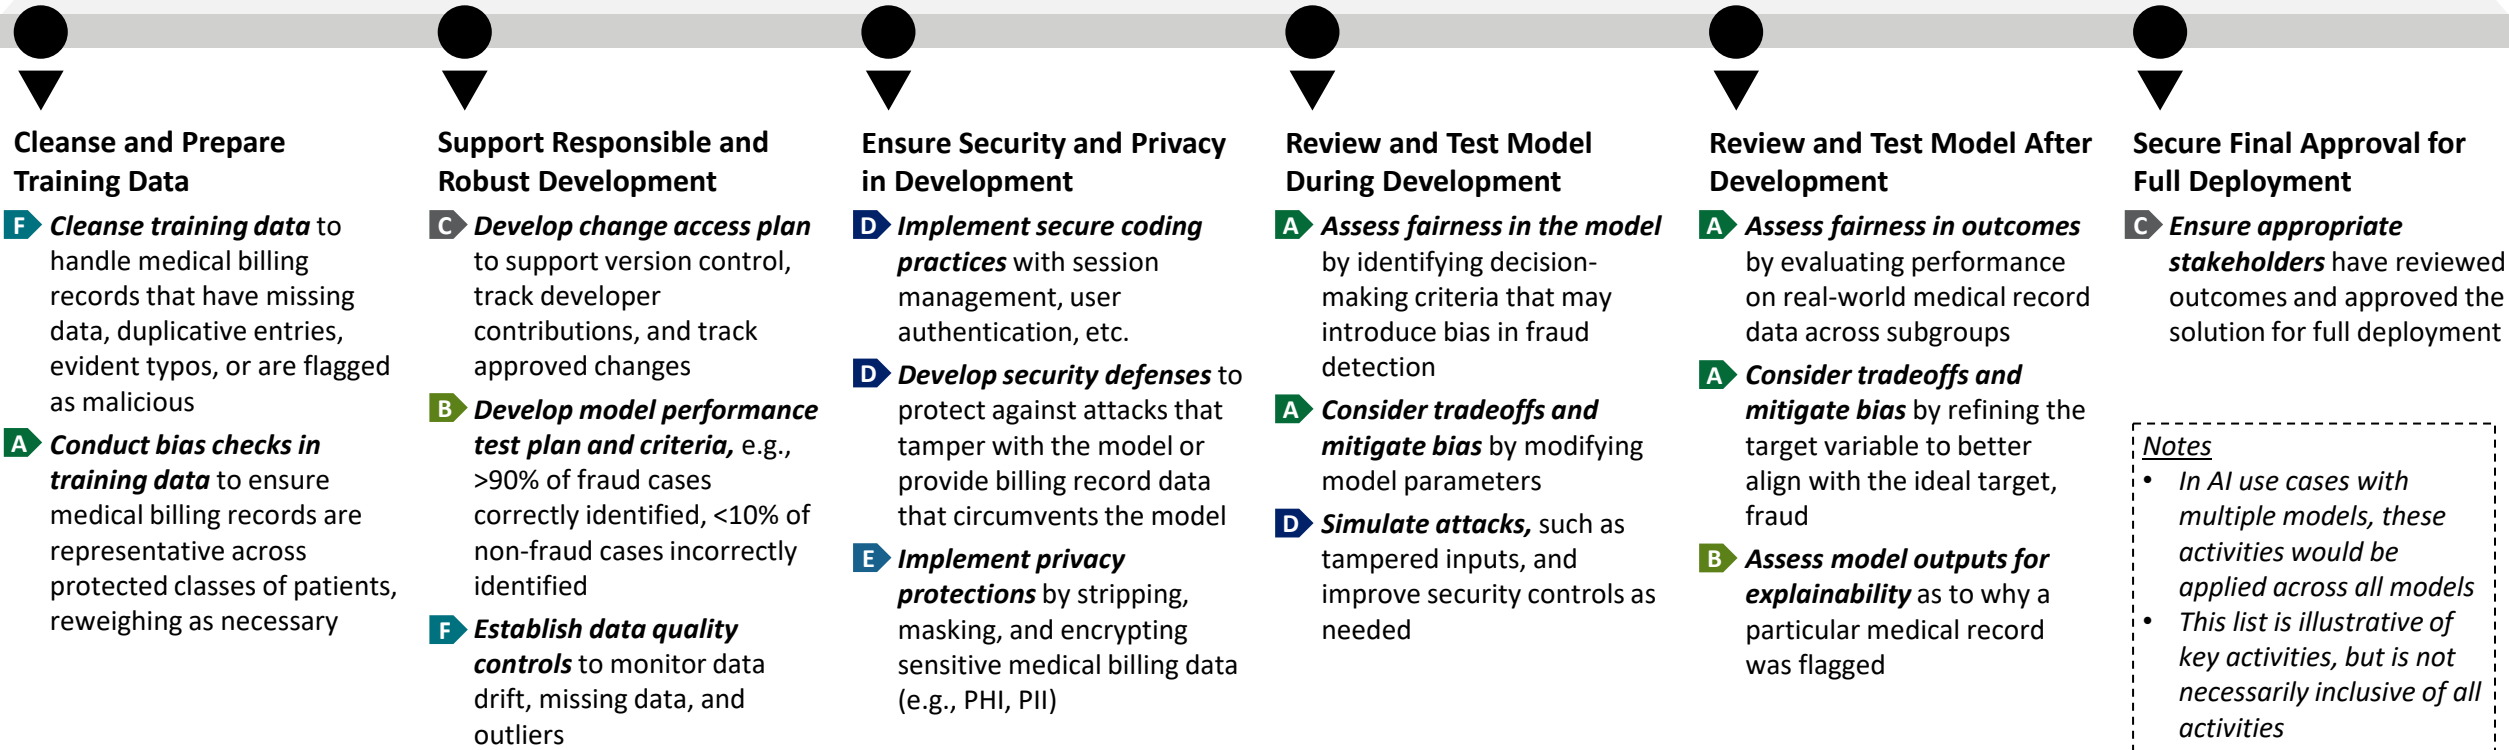 Cleanse and Prepare
Training Data
F Cleanse training data to
handle medical billing
records that have missing
data, duplicative entries,
evident typos, or are flagged
as malicious
A Conduct bias checks in
training data to ensure
medical billing records are
representative across
protected classes of patients,
reweighing as necessary
Support Responsible and
Robust Development
C Develop change access plan
to support version control,
track developer
contributions, and track
approved changes
B Develop model performance
test plan and criteria, e.g.,
>90% of fraud cases
correctly identified, <10% of
non-fraud cases incorrectly
identified
F Establish data quality
controls to monitor data
drift, missing data, and
outliers
Ensure Security and Privacy
in Development
D Implement secure coding
practices with session
management, user
authentication, etc.
D Develop security defenses to
protect against attacks that
tamper with the model or
provide billing record data
that circumvents the model
E Implement privacy
protections by stripping,
masking, and encrypting
sensitive medical billing data
(e.g., PHI, PII)
Review and Test Model
During Development
A Assess fairness in the model
by identifying decision-
making criteria that may
introduce bias in fraud
detection
A Consider tradeoffs and
mitigate bias by modifying
model parameters
D Simulate attacks, such as
tampered inputs, and
improve security controls as
needed
Review and Test Model After
Development
A Assess fairness in outcomes
by evaluating performance
on real-world medical record
data across subgroups
A Consider tradeoffs and
mitigate bias by refining the
target variable to better
align with the ideal target,
fraud
B Assess model outputs for
explainability as to why a
particular medical record
was flagged
Secure Final Approval for
Full Deployment
C Ensure appropriate
stakeholders have reviewed
outcomes and approved the
solution for full deployment
Notes
• In AI use cases with
multiple models, these
activities would be
applied across all models
• This list is illustrative of
key activities, but is not
necessarily inclusive of all
activities